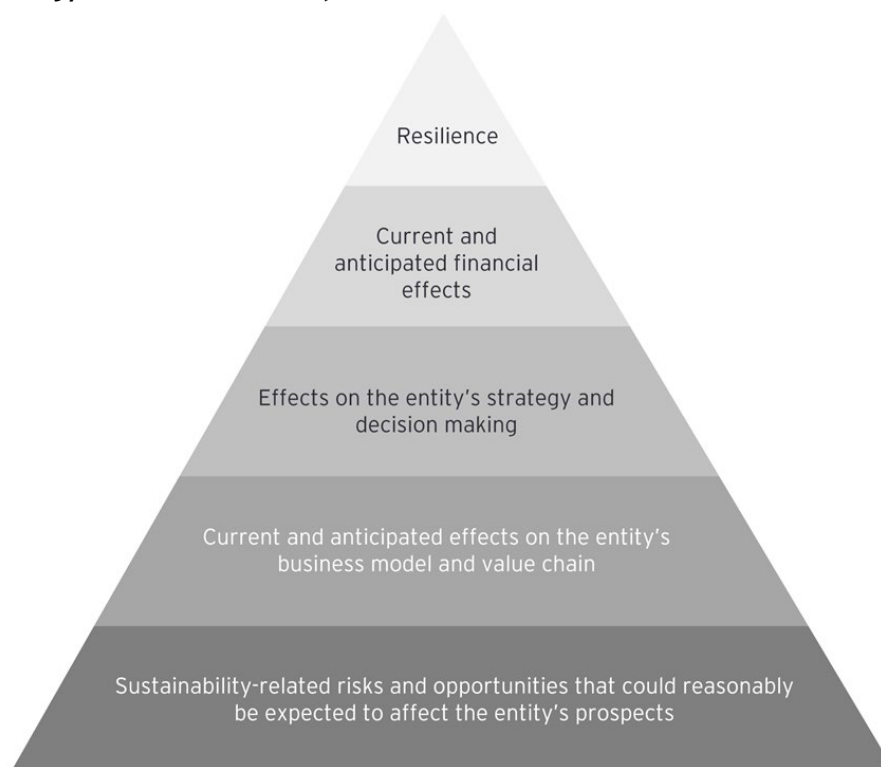 Resilience
Current and
anticipated financial
effects
Effects on the entity's strategy and
decision making
Current and anticipated effects on the entity's
business model and value chain
Sustainability-related risks and opportunities that could reasonably
be expected to affect the entity's prospects